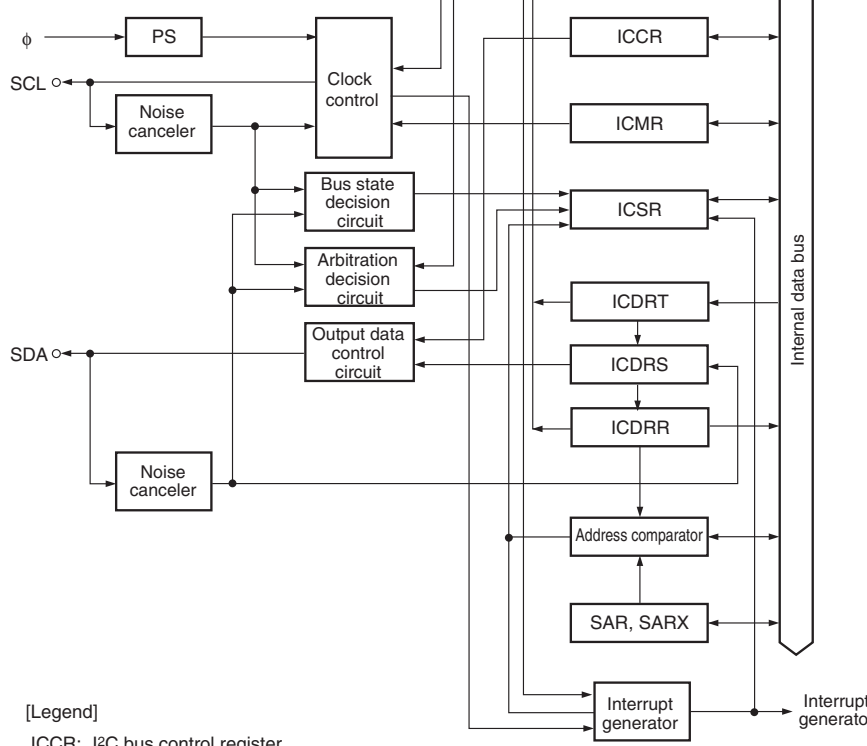 φ
PS
ICCR
SCL
Clock
control
Noise
canceler
ICMR
Bus state
decision
circuit
ICSR
Arbitration
decision
circuit
Internal data bus
ICDRT
Output data
control
circuit
SDA
ICDRS
ICDRR
Noise
canceler
Address comparator
SAR, SARX
Interrupt
generator
Interrupt
generato
[Legend]
ICCR: I²C bus control register